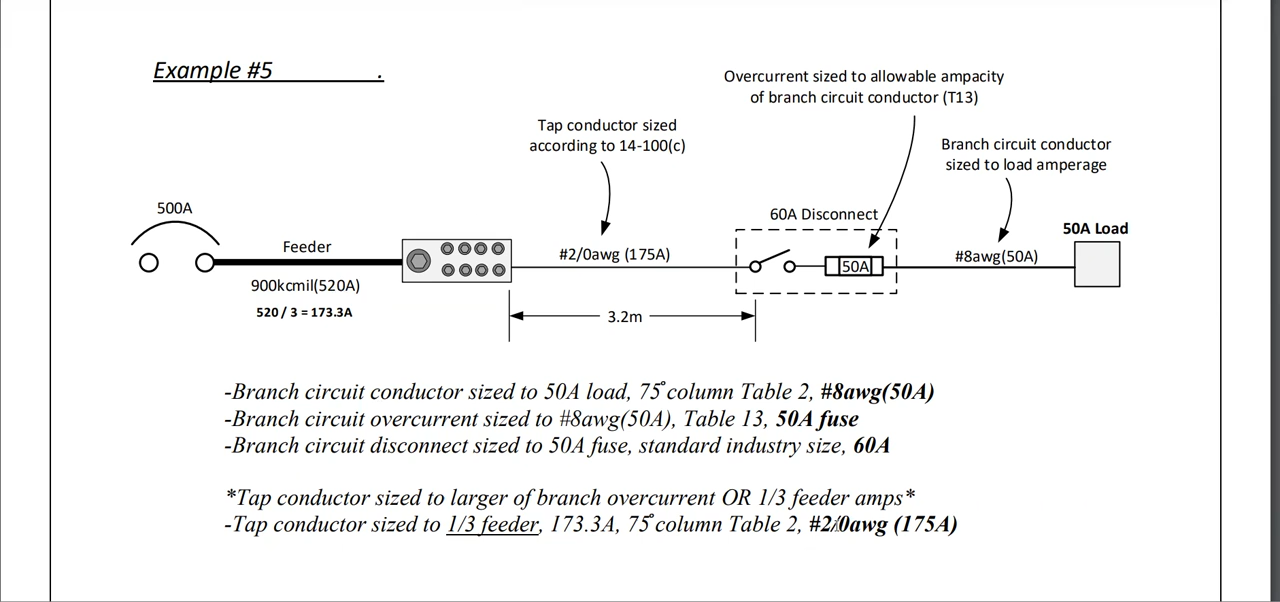 Example #5 .
Overcurrent sized to allowable ampacity
of branch circuit conductor (T13)
Tap conductor sized
according to 14-100(c)
Branch circuit conductor
sized to load amperage
500A
60A Disconnect
50A Load
Feeder
#2/0awg (175A)
50A
#8awg(50A)
900kcmil(520A)
520 / 3 = 173.3A
3.2m
-Branch circuit conductor sized to 50A load, 75° column Table 2, #8awg(50A)
-Branch circuit overcurrent sized to #8awg(50A), Table 13, 50A fuse
-Branch circuit disconnect sized to 50A fuse, standard industry size, 60A
*Tap conductor sized to larger of branch overcurrent OR 1/3 feeder amps*
-Tap conductor sized to 1/3 feeder, 173.3A, 75° column Table 2, #2/0awg (175A)